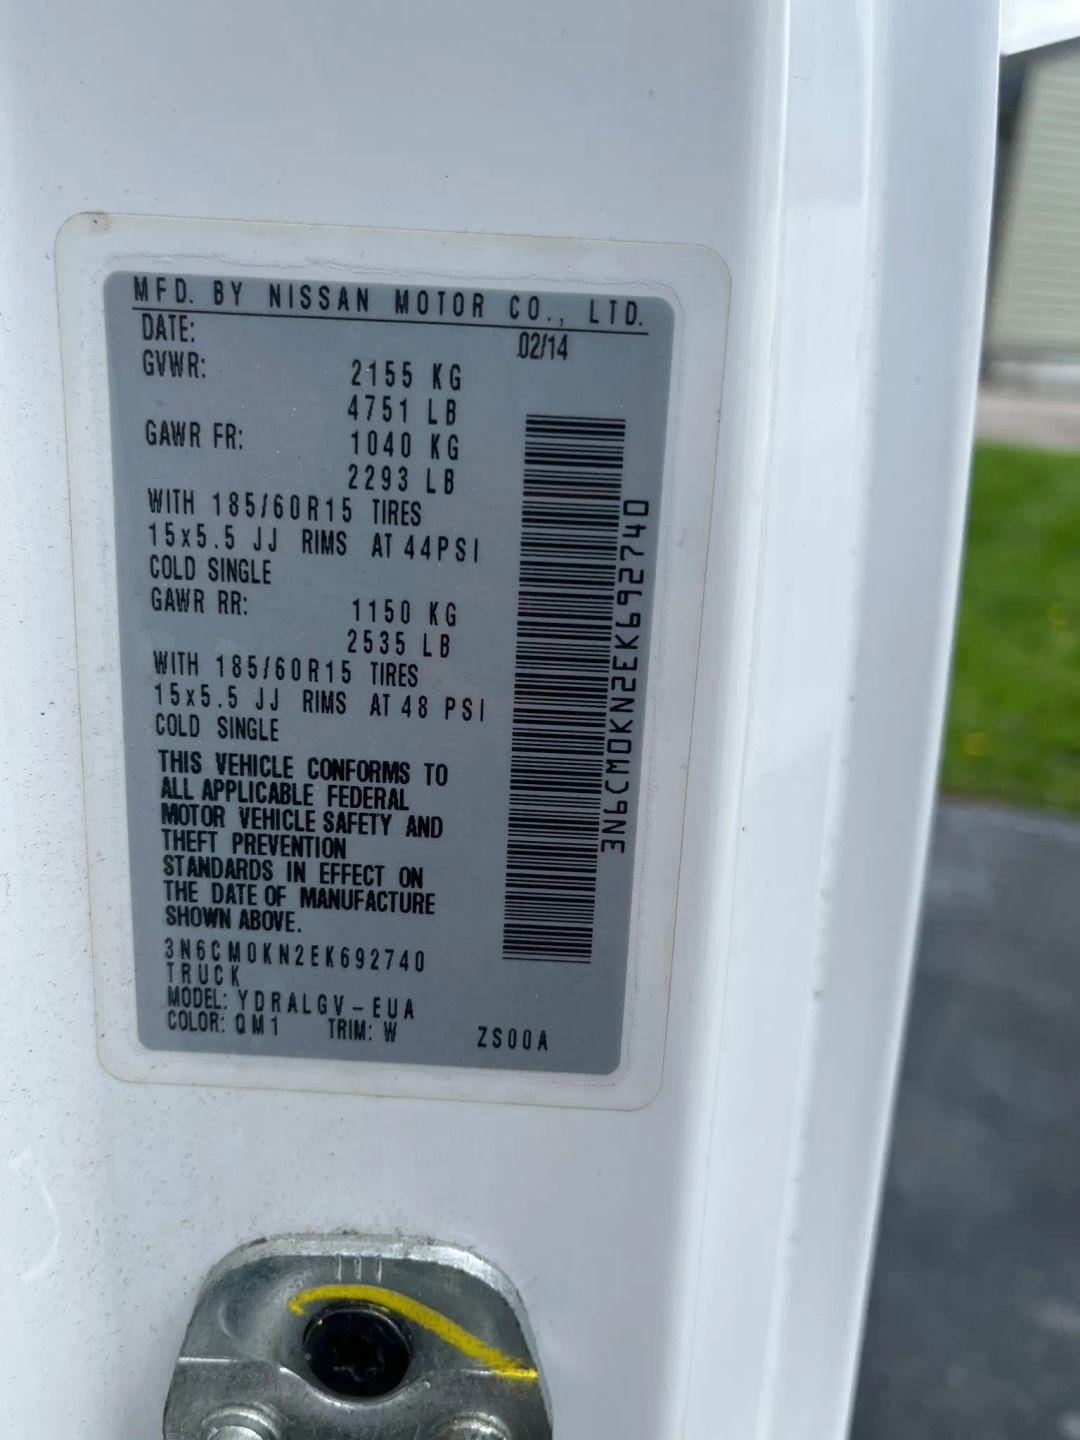 MFD. BY NISSAN MOTOR CO., LTD.
DATE: 02/14
GVWR: 2155 KG
4751 LB
GAWR FR: 1040 KG
2293 LB
WITH 185/60R15 TIRES
15x5.5 JJ RIMS AT 44PSI
COLD SINGLE
GAWR RR: 1150 KG
2535 LB
WITH 185/60R15 TIRES
15x5.5 JJ RIMS AT 48 PSI
COLD SINGLE
THIS VEHICLE CONFORMS TO
ALL APPLICABLE FEDERAL
MOTOR VEHICLE SAFETY AND
THEFT PREVENTION
STANDARDS IN EFFECT ON
THE DATE OF MANUFACTURE
SHOWN ABOVE.
3N6CM0KN2EK692740
TRUCK
MODEL: YDRALGV-EUA
COLOR: QM1 TRIM: W ZS00A
3N6CM0KN2EK692740